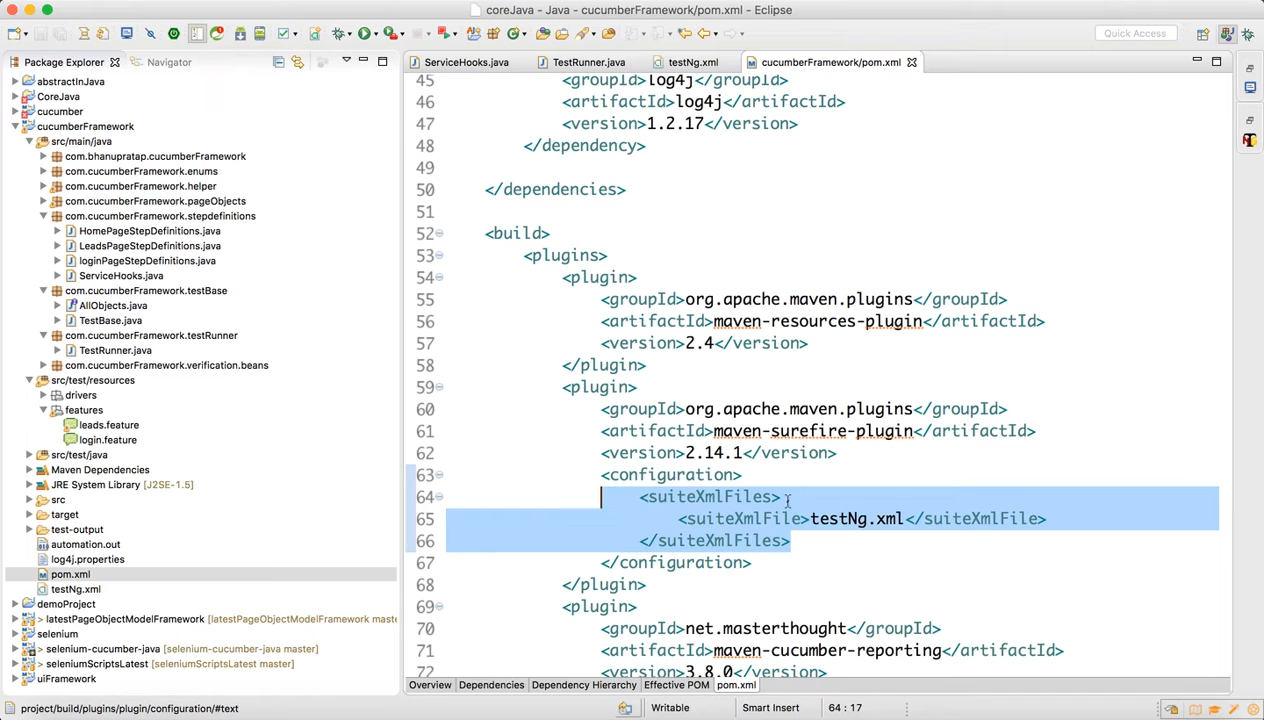 coreJava - Java - cucumberFramework/pom.xml - Eclipse
Quick Access
Package Explorer
Navigator
abstractInJava
CoreJava
cucumber
cucumberFramework
src/main/java
com.bhanupratap.cucumberFramework
com.cucumberFramework.enums
com.cucumberFramework.helper
com.cucumberFramework.pageObjects
com.cucumberFramework.stepdefinitions
HomePageStepDefinitions.java
LeadsPageStepDefinitions.java
loginPageStepDefinitions.java
ServiceHooks.java
com.cucumberFramework.testBase
AllObjects.java
TestBase.java
com.cucumberFramework.testRunner
TestRunner.java
com.cucumberFramework.verification.beans
src/test/resources
drivers
features
leads.feature
login.feature
src/test/java
Maven Dependencies
JRE System Library [J2SE-1.5]
src
target
test-output
automation.out
log4j.properties
pom.xml
testNg.xml
demoProject
> latestPageObjectModelFramework [latestPageObjectModelFramework maste
selenium
> selenium-cucumber-java [selenium-cucumber-java master]
> seleniumScriptsLatest [seleniumScriptsLatest master]
uiFramework
ServiceHooks.java
TestRunner.java
testNg.xml
cucumberFramework/pom.xml
45 <groupId>log4j</groupId>
46 <artifactId>log4j</artifactId>
47 <version>1.2.17</version>
48 </dependency>
49
50 </dependencies>
51
52 <build>
53 <plugins>
54 <plugin>
55 <groupId>org.apache.maven.plugins</groupId>
56 <artifactId>maven-resources-plugin</artifactId>
57 <version>2.4</version>
58 </plugin>
59 <plugin>
60 <groupId>org.apache.maven.plugins</groupId>
61 <artifactId>maven-surefire-plugin</artifactId>
62 <version>2.14.1</version>
63 <configuration>
64 <suiteXmlFiles>
65 <suiteXmlFile>testNg.xml</suiteXmlFile>
66 </suiteXmlFiles>
67 </configuration>
68 </plugin>
69 <plugin>
70 <groupId>net.masterthought</groupId>
71 <artifactId>maven-cucumber-reporting</artifactId>
72 <version>3.8.0</version>
Overview
Dependencies
Dependency Hierarchy
Effective POM
pom.xml
project/build/plugins/plugin/configuration/#text
Writable
Smart Insert
64 : 17